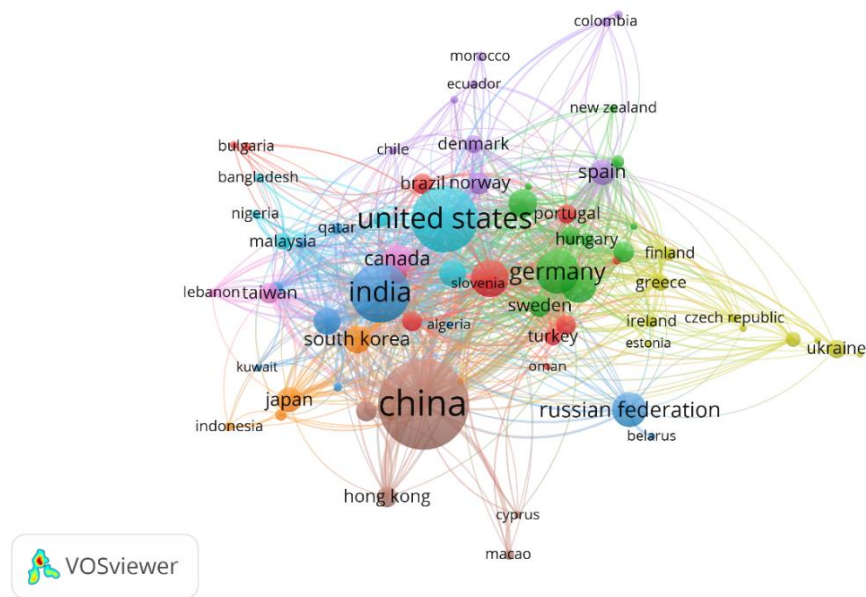 colombia
morocco
ecuador
new zealand
bulgaria
chile
denmark
bangladesh
brazil
norway
spain
nigeria
qatar
united states
portugal
malaysia
hungary
canada
finland
germany
lebanon
taiwan
india
slovenia
greece
sweden
south korea
algeria
ireland
czech republic
turkey
estonia
ukraine
kuwait
oman
japan
china
russian federation
indonesia
belarus
hong kong
cyprus
macao
VOSviewer